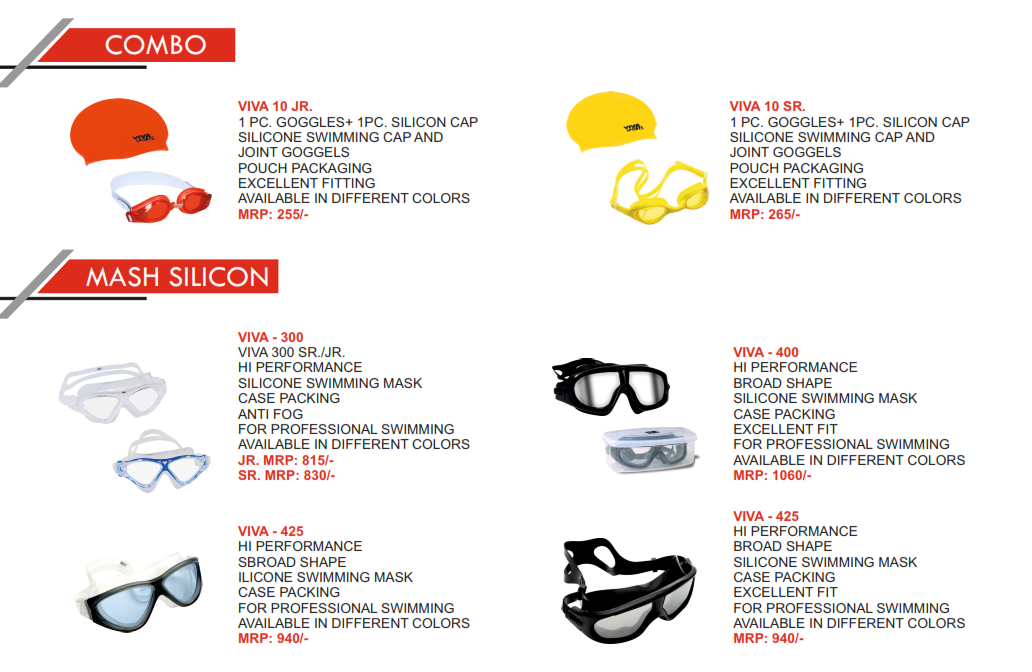 COMBO
VIVA SPORTS
VIVA 10 JR.
1 PC. GOGGLES+ 1PC. SILICON CAP
SILICONE SWIMMING CAP AND
JOINT GOGGELS
POUCH PACKAGING
EXCELLENT FITTING
AVAILABLE IN DIFFERENT COLORS
MRP: 255/-
VIVA SPORTS
VIVA 10 SR.
1 PC. GOGGLES+ 1PC. SILICON CAP
SILICONE SWIMMING CAP AND
JOINT GOGGELS
POUCH PACKAGING
EXCELLENT FITTING
AVAILABLE IN DIFFERENT COLORS
MRP: 265/-
MASH SILICON
VIVA - 300
VIVA 300 SR./JR.
HI PERFORMANCE
SILICONE SWIMMING MASK
CASE PACKING
ANTI FOG
FOR PROFESSIONAL SWIMMING
AVAILABLE IN DIFFERENT COLORS
JR. MRP: 815/-
SR. MRP: 830/-
VIVA - 400
HI PERFORMANCE
BROAD SHAPE
SILICONE SWIMMING MASK
CASE PACKING
EXCELLENT FIT
FOR PROFESSIONAL SWIMMING
AVAILABLE IN DIFFERENT COLORS
MRP: 1060/-
VIVA - 425
HI PERFORMANCE
SBROAD SHAPE
ILICONE SWIMMING MASK
CASE PACKING
FOR PROFESSIONAL SWIMMING
AVAILABLE IN DIFFERENT COLORS
MRP: 940/-
VIVA - 425
HI PERFORMANCE
BROAD SHAPE
SILICONE SWIMMING MASK
CASE PACKING
EXCELLENT FIT
FOR PROFESSIONAL SWIMMING
AVAILABLE IN DIFFERENT COLORS
MRP: 940/-